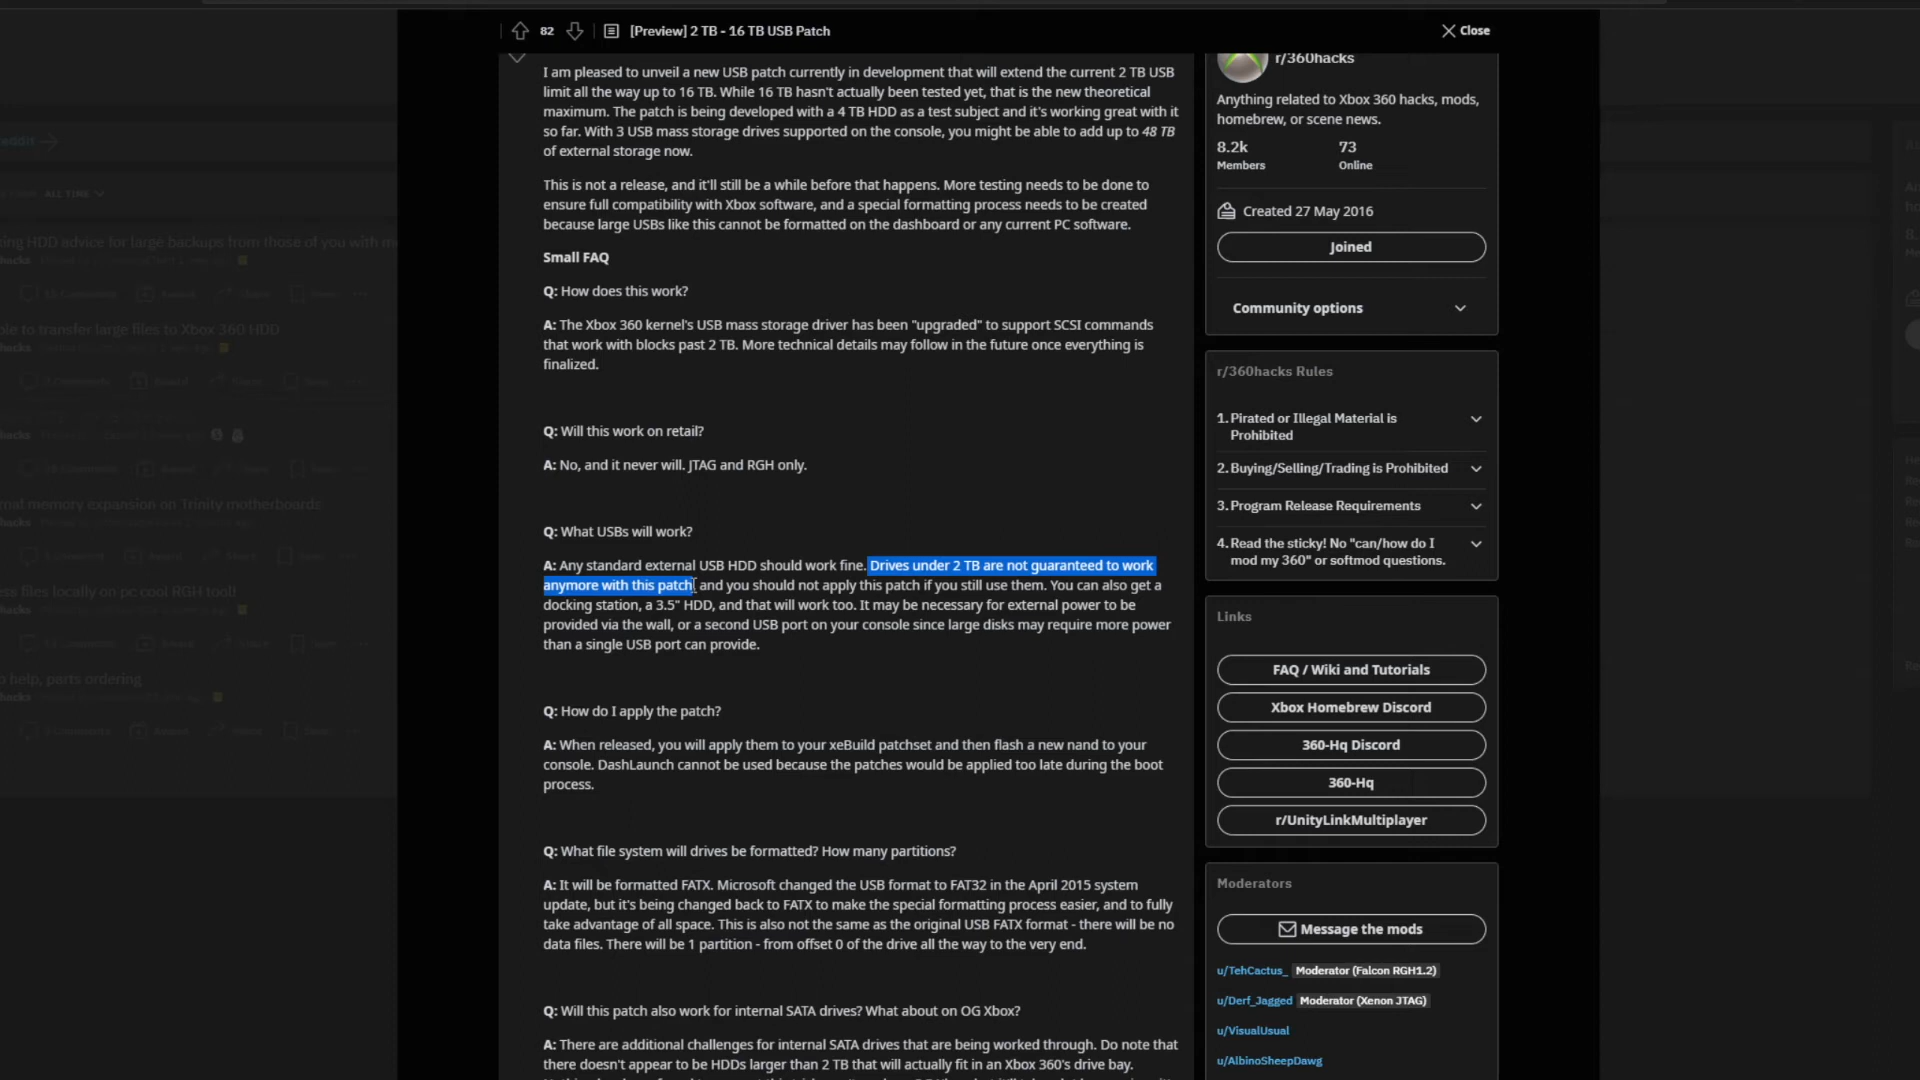 82
[Preview] 2 TB - 16 TB USB Patch
Close
I am pleased to unveil a new USB patch currently in development that will extend the current 2 TB USB
limit all the way up to 16 TB. While 16 TB hasn't actually been tested yet, that is the new theoretical
maximum. The patch is being developed with a 4 TB HDD as a test subject and it's working great with it
so far. With 3 USB mass storage drives supported on the console, you might be able to add up to 48 TB
of external storage now.
This is not a release, and it'll still be a while before that happens. More testing needs to be done to
ensure full compatibility with Xbox software, and a special formatting process needs to be created
because large USBs like this cannot be formatted on the dashboard or any current PC software.
Small FAQ
Q: How does this work?
A: The Xbox 360 kernel's USB mass storage driver has been "upgraded" to support SCSI commands
that work with blocks past 2 TB. More technical details may follow in the future once everything is
finalized.
Q: Will this work on retail?
A: No, and it never will. JTAG and RGH only.
Q: What USBs will work?
A: Any standard external USB HDD should work fine. Drives under 2 TB are not guaranteed to work
anymore with this patch, and you should not apply this patch if you still use them. You can also get a
docking station, a 3.5" HDD, and that will work too. It may be necessary for external power to be
provided via the wall, or a second USB port on your console since large disks may require more power
than a single USB port can provide.
Q: How do I apply the patch?
A: When released, you will apply them to your xeBuild patchset and then flash a new nand to your
console. DashLaunch cannot be used because the patches would be applied too late during the boot
process.
Q: What file system will drives be formatted? How many partitions?
A: It will be formatted FATX. Microsoft changed the USB format to FAT32 in the April 2015 system
update, but it's being changed back to FATX to make the special formatting process easier, and to fully
take advantage of all space. This is also not the same as the original USB FATX format - there will be no
data files. There will be 1 partition - from offset 0 of the drive all the way to the very end.
Q: Will this patch also work for internal SATA drives? What about on OG Xbox?
A: There are additional challenges for internal SATA drives that are being worked through. Do note that
there doesn't appear to be HDDs larger than 2 TB that will actually fit in an Xbox 360's drive bay.
r/360hacks
Anything related to Xbox 360 hacks, mods,
homebrew, or scene news.
8.2k 73
Members Online
Created 27 May 2016
Joined
Community options
r/360hacks Rules
1. Pirated or Illegal Material is
Prohibited
2. Buying/Selling/Trading is Prohibited
3. Program Release Requirements
4. Read the sticky! No "can/how do I
mod my 360" or softmod questions.
Links
FAQ / Wiki and Tutorials
Xbox Homebrew Discord
360-Hq Discord
360-Hq
r/UnityLinkMultiplayer
Moderators
Message the mods
u/TehCactus_ Moderator (Falcon RGH1.2)
u/Derf_Jagged Moderator (Xenon JTAG)
u/VisualUsual
u/AlbinoSheepDawg